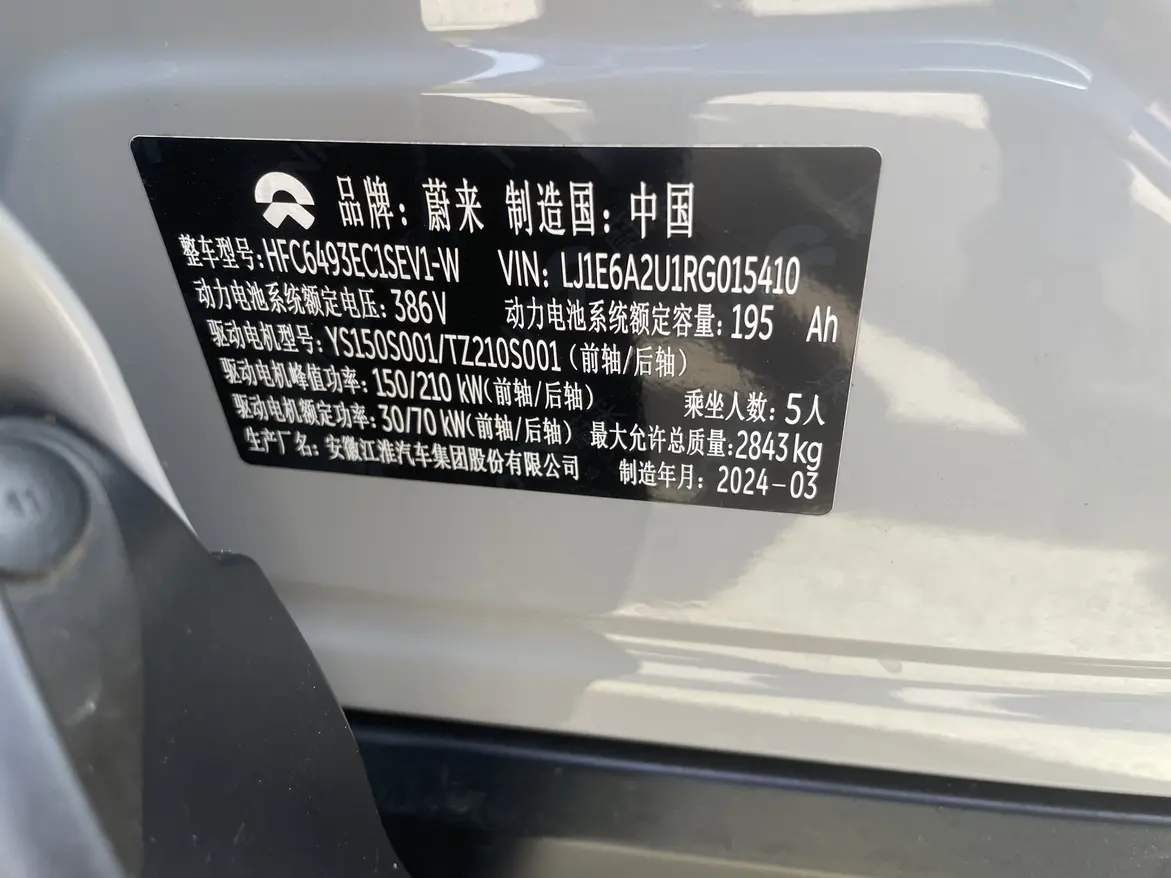 品牌：蔚来 制造国：中国
整车型号：HFC6493EC1SEV1-W VIN：LJ1E6A2U1RG015410
动力电池系统额定电压：386V 动力电池系统额定容量：195 Ah
驱动电机型号：YS150S001/TZ210S001（前轴/后轴）
驱动电机峰值功率：150/210 kW（前轴/后轴） 乘坐人数：5人
驱动电机额定功率：30/70 kW（前轴/后轴） 最大允许总质量：2843kg
生产厂名：安徽江淮汽车集团股份有限公司 制造年月：2024-03